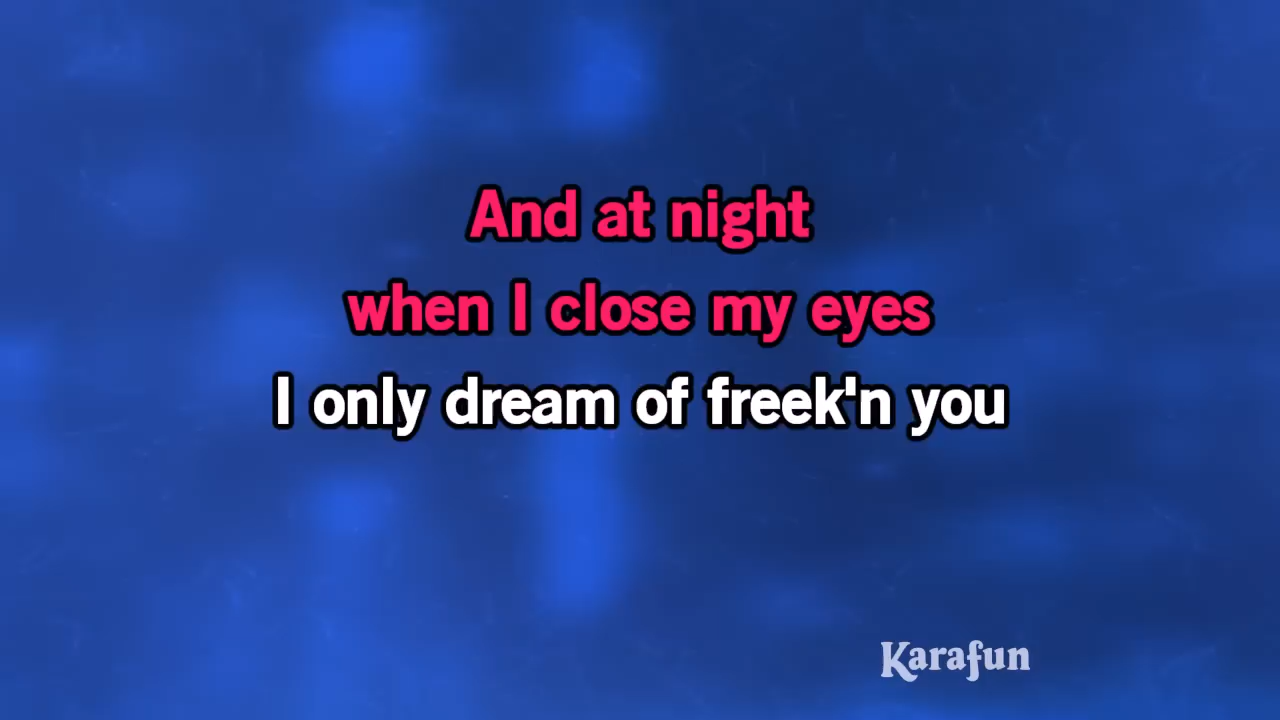 And at night
when I close my eyes
I only dream of freek'n you
Karafun